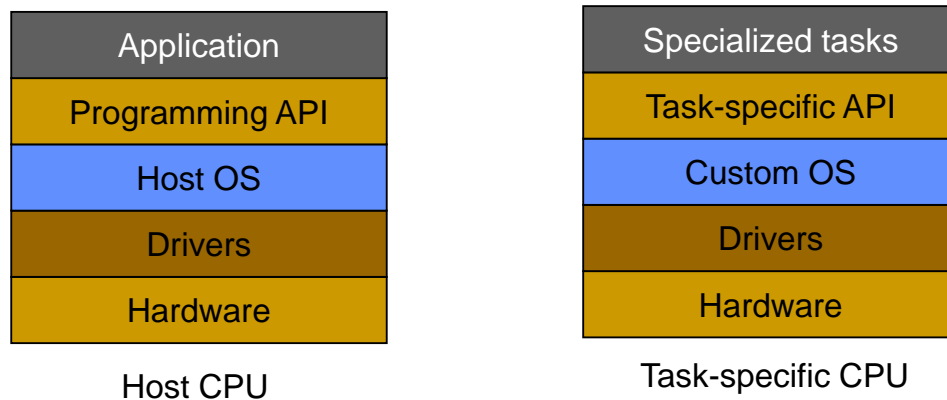 Application
Programming API
Host OS
Drivers
Hardware
Host CPU
Specialized tasks
Task-specific API
Custom OS
Drivers
Hardware
Task-specific CPU